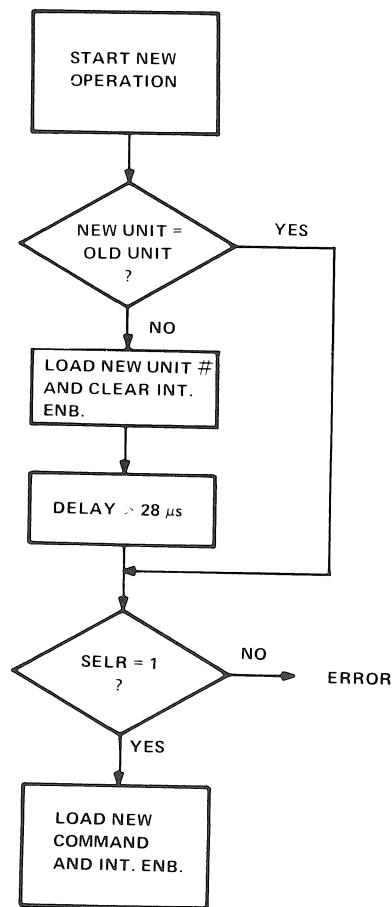 START NEW
OPERATION
NEW UNIT =
OLD UNIT
?
YES
NO
LOAD NEW UNIT #
AND CLEAR INT.
ENB.
DELAY > 28 μs
SELR = 1
?
NO
ERROR
YES
LOAD NEW
COMMAND
AND INT. ENB.